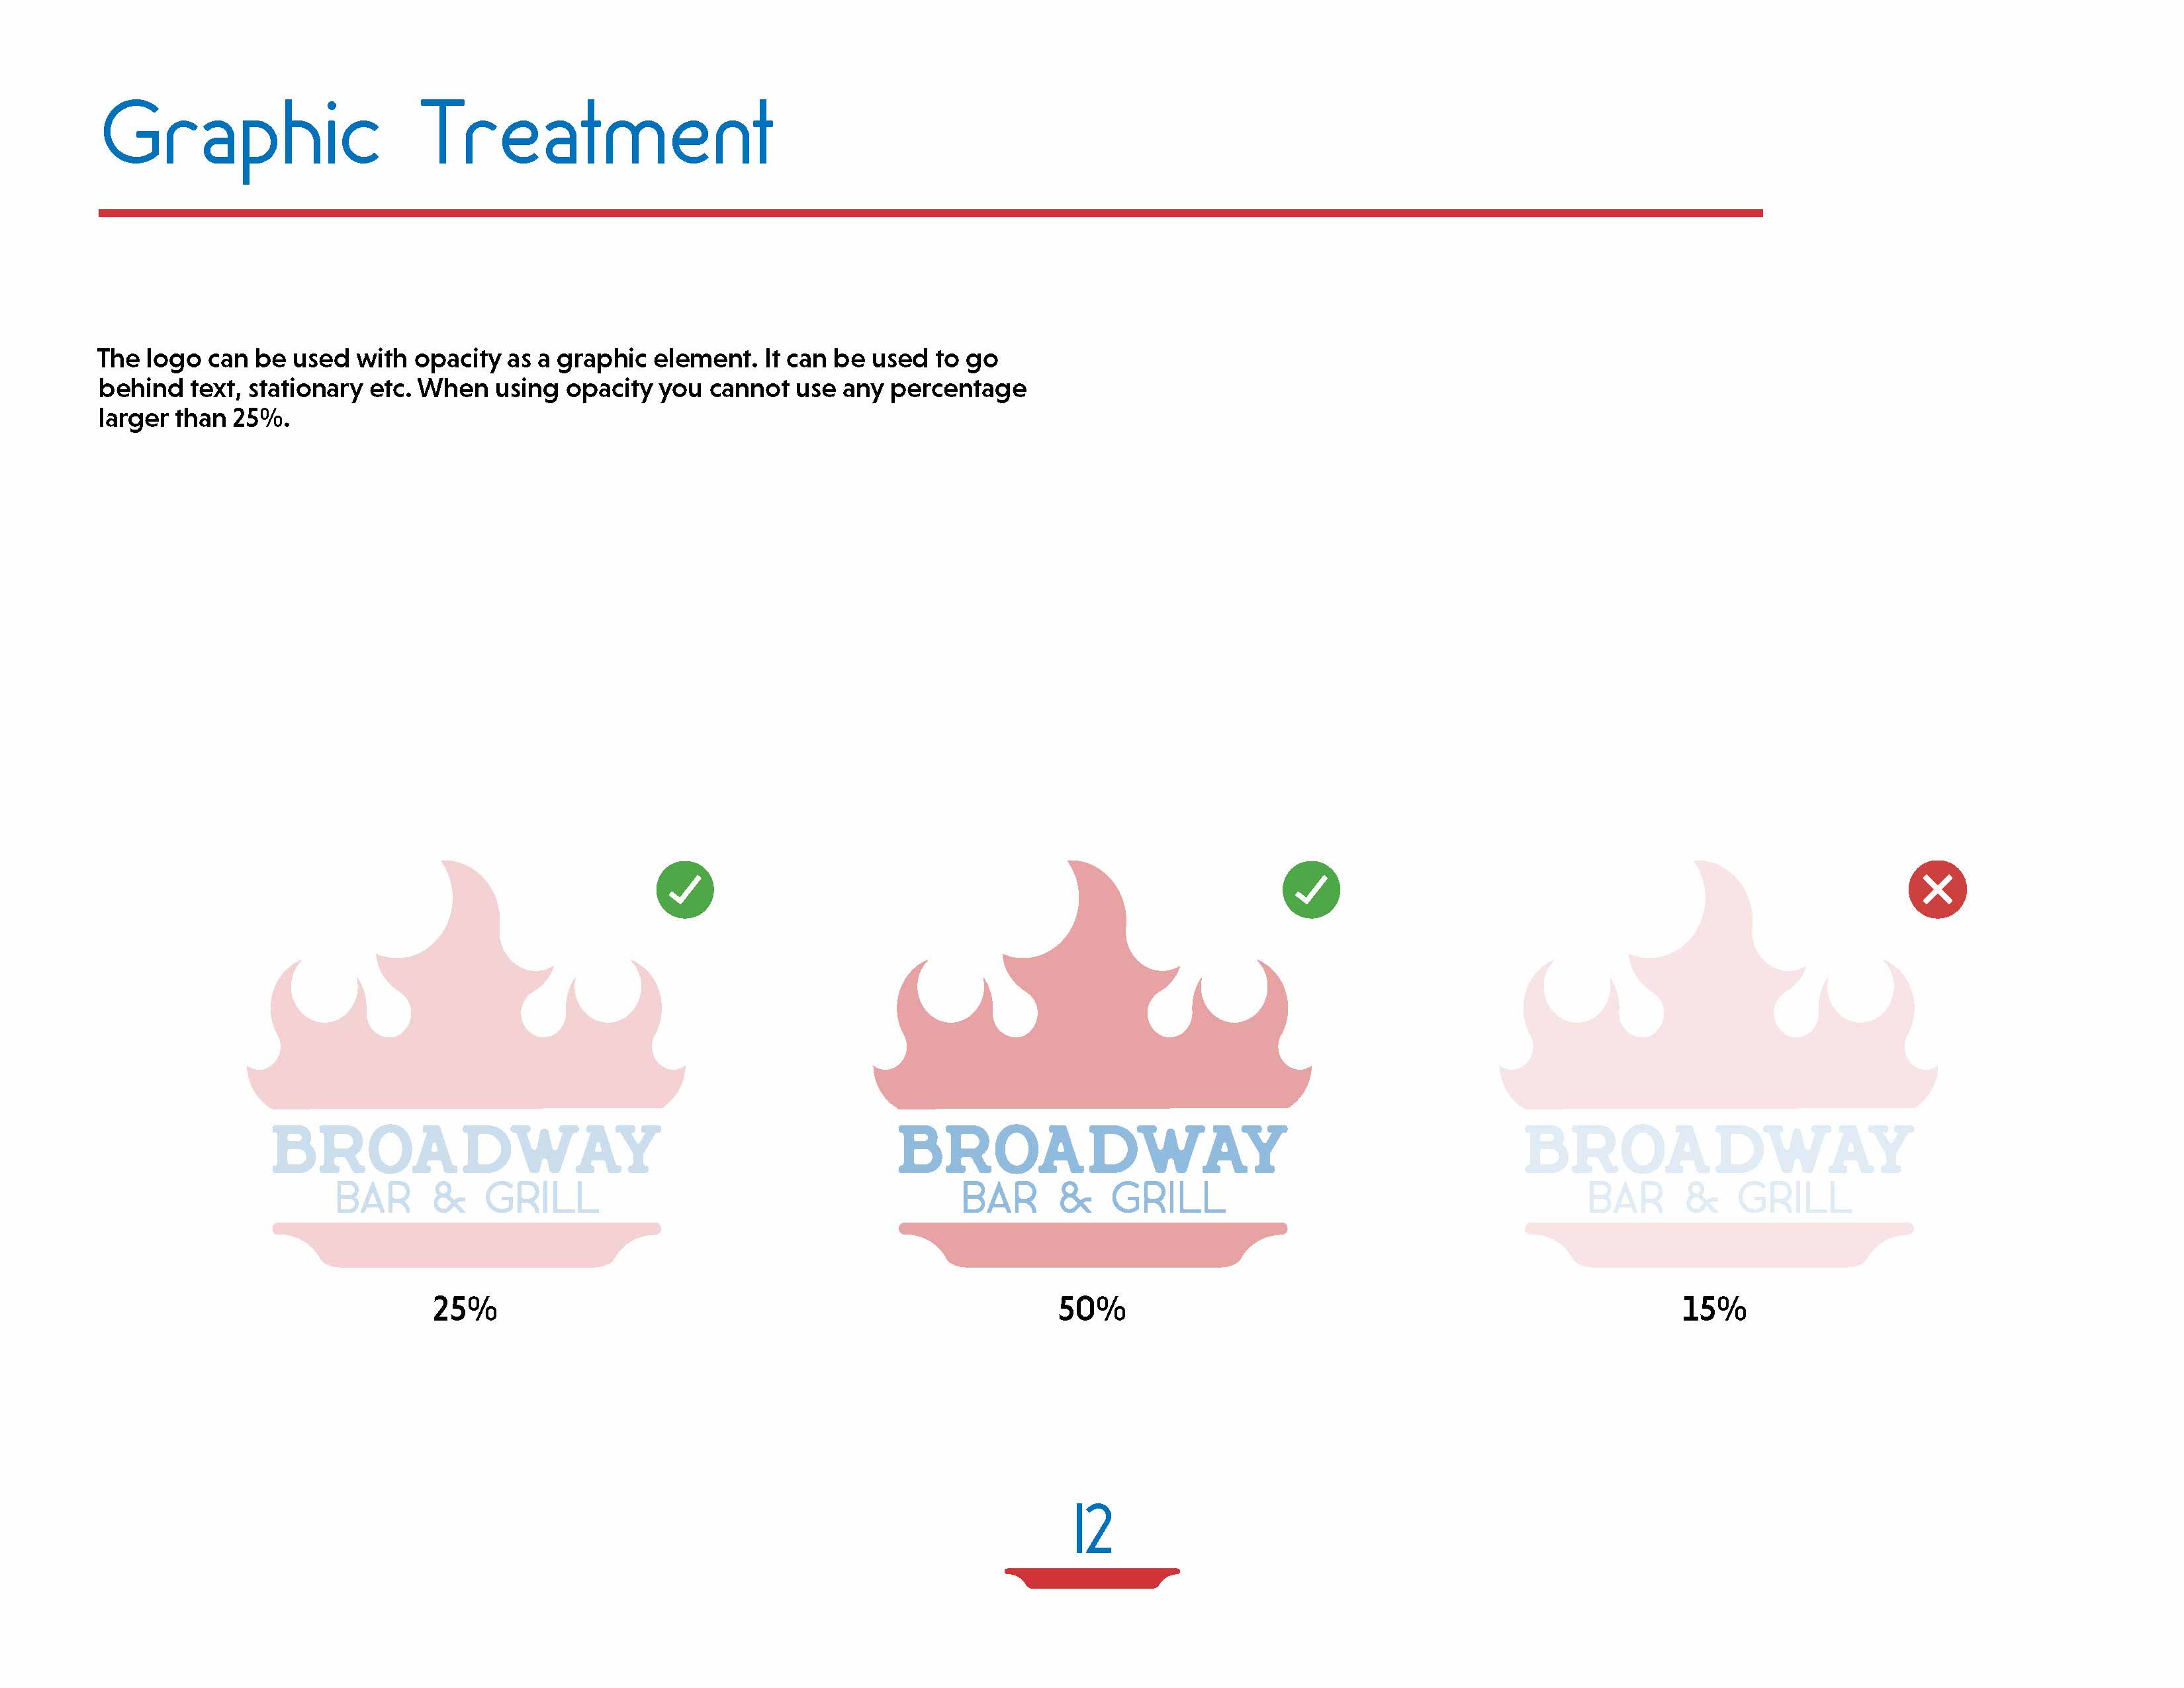 Graphic Treatment
The logo can be used with opacity as a graphic element. It can be used to go
behind text, stationary etc. When using opacity you cannot use any percentage
larger than 25%.
BROADWAY
BAR & GRILL
25%
BROADWAY
BAR & GRILL
50%
BROADWAY
BAR & GRILL
15%
12